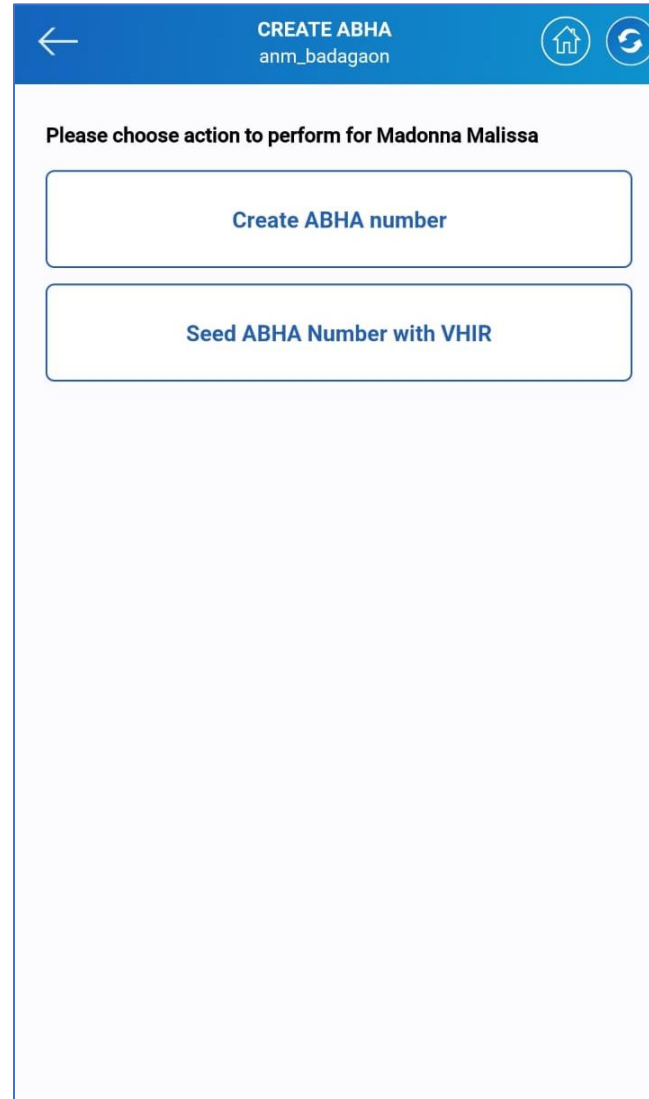 CREATE ABHA
anm_badagaon
Please choose action to perform for Madonna Malissa
Create ABHA number
Seed ABHA Number with VHIR